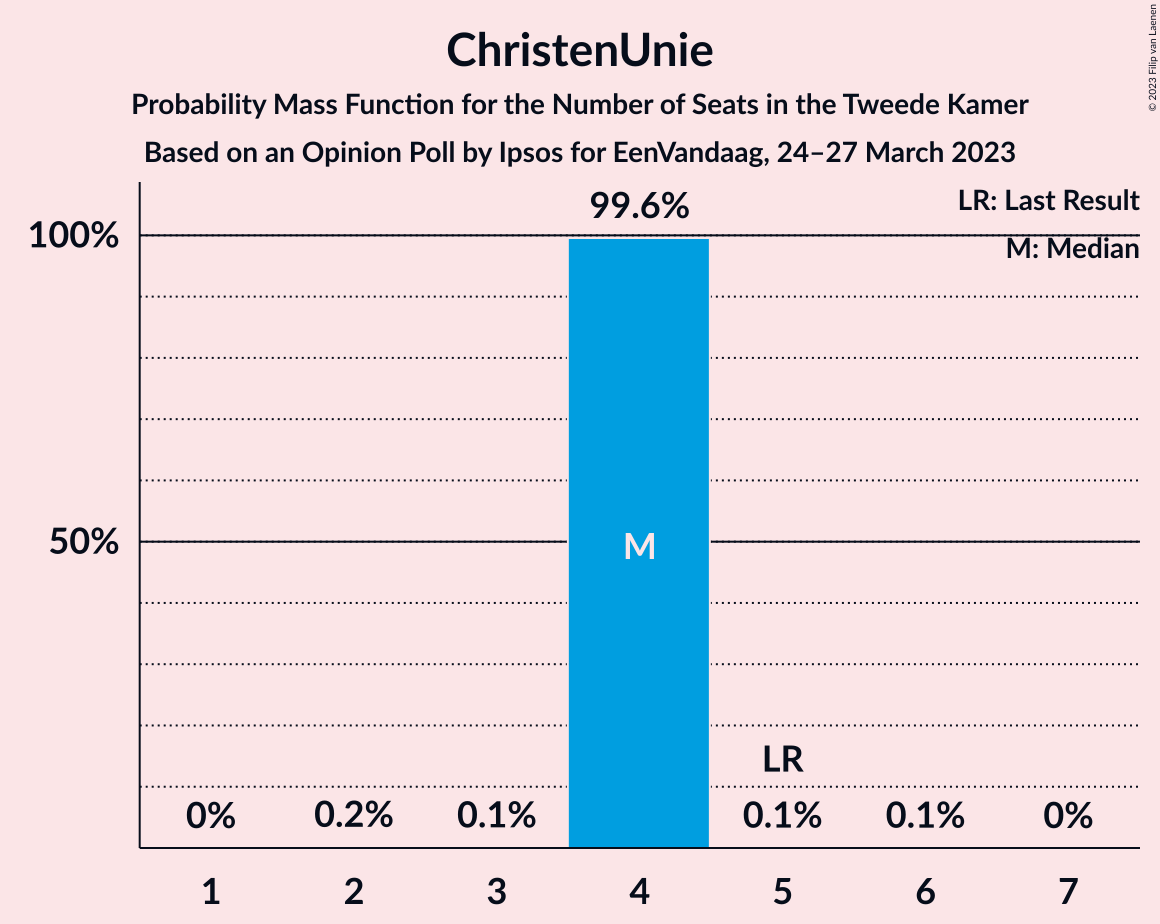 ChristenUnie
Probability Mass Function for the Number of Seats in the Tweede Kamer
Based on an Opinion Poll by Ipsos for EenVandaag, 24–27 March 2023
© 2023 Filip van Laenen
LR: Last Result
M: Median
99.6%
100%
50%
M
LR
0% 0.2% 0.1% 0.1% 0.1% 0%
1 2 3 4 5 6 7